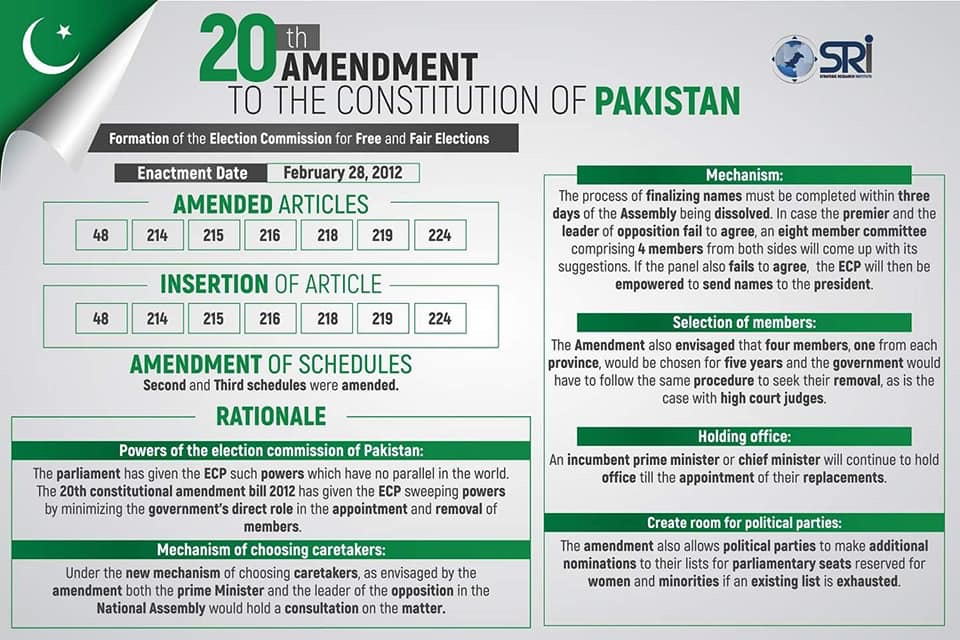 20th
AMENDMENT
TO THE CONSTITUTION OF PAKISTAN
SRI
STRATEGIC RESEARCH INSTITUTE
Formation of the Election Commission for Free and Fair Elections
Enactment Date February 28, 2012
AMENDED ARTICLES
48 214 215 216 218 219 224
INSERTION OF ARTICLE
48 214 215 216 218 219 224
AMENDMENT OF SCHEDULES
Second and Third schedules were amended.
RATIONALE
Powers of the election commission of Pakistan:
The parliament has given the ECP such powers which have no parallel in the world.
The 20th constitutional amendment bill 2012 has given the ECP sweeping powers
by minimizing the government's direct role in the appointment and removal of
members.
Mechanism of choosing caretakers:
Under the new mechanism of choosing caretakers, as envisaged by the
amendment both the prime Minister and the leader of the opposition in the
National Assembly would hold a consultation on the matter.
Mechanism:
The process of finalizing names must be completed within three
days of the Assembly being dissolved. In case the premier and the
leader of opposition fail to agree, an eight member committee
comprising 4 members from both sides will come up with its
suggestions. If the panel also fails to agree, the ECP will then be
empowered to send names to the president.
Selection of members:
The Amendment also envisaged that four members, one from each
province, would be chosen for five years and the government would
have to follow the same procedure to seek their removal, as is the
case with high court judges.
Holding office:
An incumbent prime minister or chief minister will continue to hold
office till the appointment of their replacements.
Create room for political parties:
The amendment also allows political parties to make additional
nominations to their lists for parliamentary seats reserved for
women and minorities if an existing list is exhausted.